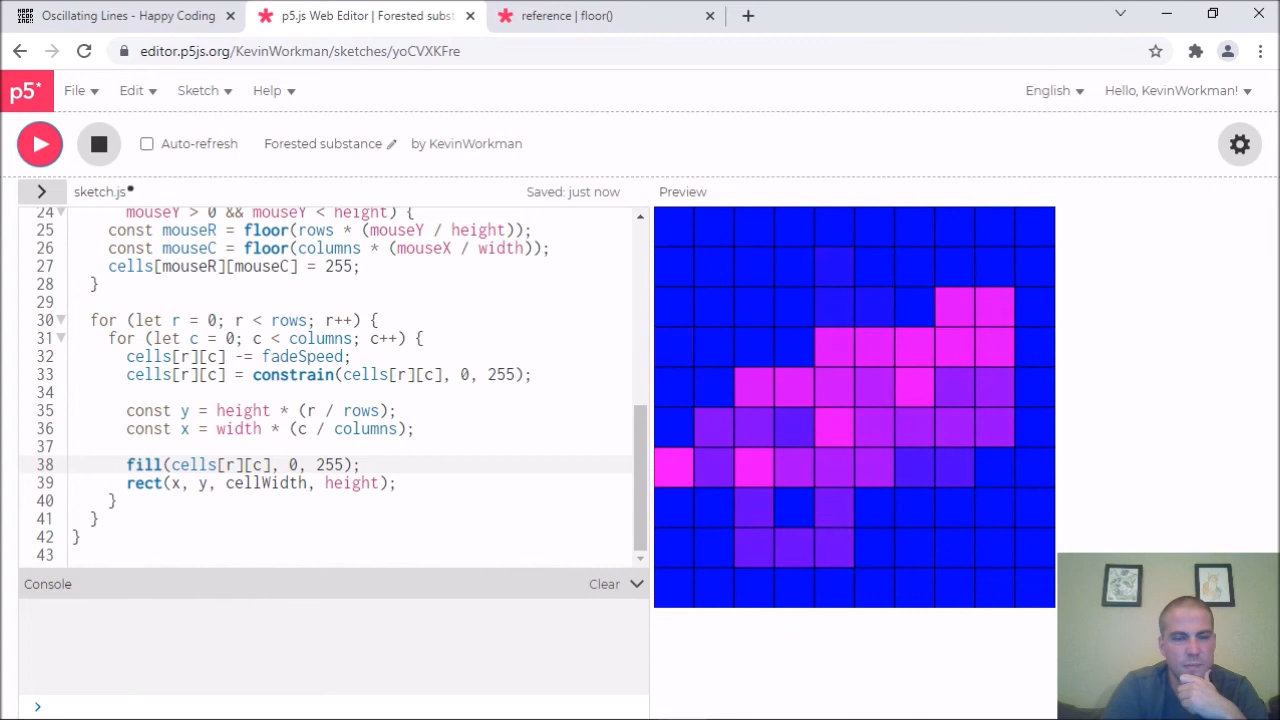 Oscillating Lines - Happy Coding
p5.js Web Editor | Forested subst
reference | floor()
editor.p5js.org/KevinWorkman/sketches/yoCVXKFre
p5*
File
Edit
Sketch
Help
English
Hello, KevinWorkman!
Auto-refresh
Forested substance
by KevinWorkman
sketch.js
Saved: just now
Preview
24 mouseY > 0 && mouseY < height) {
25 const mouseR = floor(rows * (mouseY / height));
26 const mouseC = floor(columns * (mouseX / width));
27 cells[mouseR][mouseC] = 255;
28 }
29
30 for (let r = 0; r < rows; r++) {
31 for (let c = 0; c < columns; c++) {
32 cells[r][c] -= fadeSpeed;
33 cells[r][c] = constrain(cells[r][c], 0, 255);
34
35 const y = height * (r / rows);
36 const x = width * (c / columns);
37
38 fill(cells[r][c], 0, 255);
39 rect(x, y, cellWidth, height);
40 }
41 }
42 }
43
Console
Clear
>